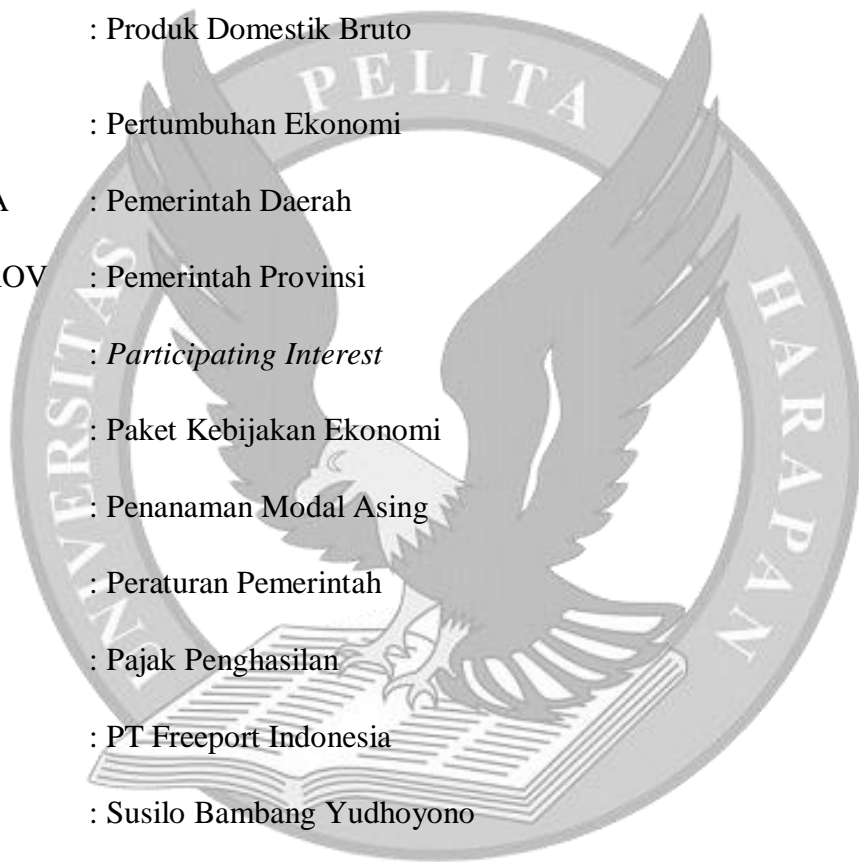 : Produk Domestik Bruto
PELITA
: Pertumbuhan Ekonomi
A : Pemerintah Daerah
ROV : Pemerintah Provinsi
UNIVERSITAS
HARAPAN
: Participating Interest
: Paket Kebijakan Ekonomi
: Penanaman Modal Asing
: Peraturan Pemerintah
: Pajak Penghasilan
: PT Freeport Indonesia
: Susilo Bambang Yudhoyono